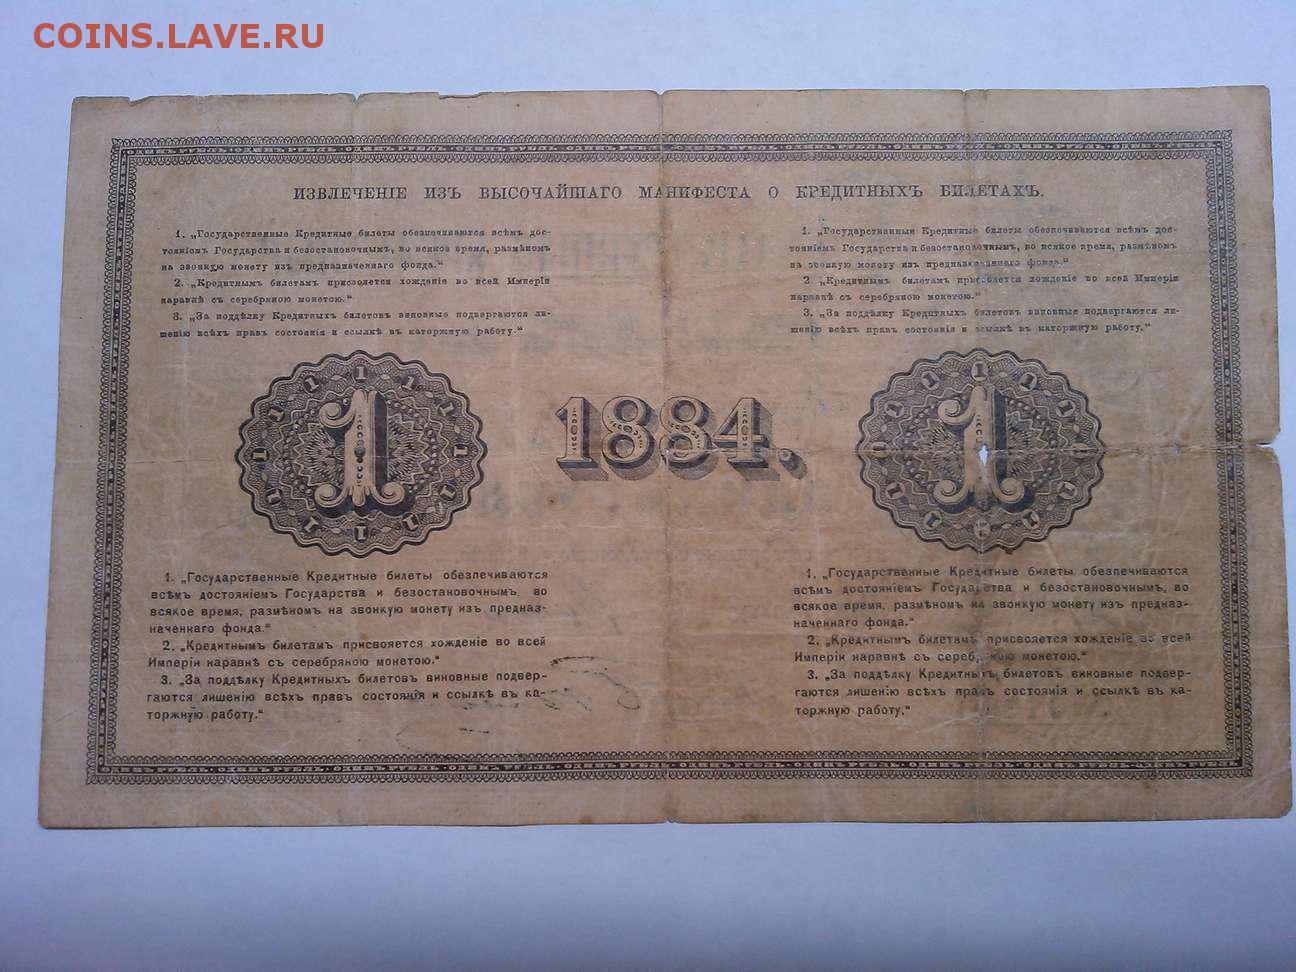 COINS.LAVE.RU
ИЗВЛЕЧЕНІЕ ИЗЪ ВЫСОЧАЙШАГО МАНИФЕСТА О КРЕДИТНЫХЪ БИЛЕТАХЪ.
1. „Государственные Кредитные билеты обезпечиваются всѣмъ дос-
тояніемъ Государства и безостановочнымъ, во всякое время, размѣномъ
на звонкую монету изъ предназначеннаго фонда.“
2. „Кредитнымъ билетамъ присвояется хожденіе во всей Имперіи
наравнѣ съ серебряною монетою.“
3. „За поддѣлку Кредитныхъ билетовъ виновные подвергаются ли-
шенію всѣхъ правъ состоянія и ссылкѣ въ каторжную работу.“
1. „Государственные Кредитные билеты обезпечиваются всѣмъ дос-
тояніемъ Государства и безостановочнымъ, во всякое время, размѣномъ
на звонкую монету изъ предназначеннаго фонда.“
2. „Кредитнымъ билетамъ присвояется хожденіе во всей Имперіи
наравнѣ съ серебряною монетою.“
3. „За поддѣлку Кредитныхъ билетовъ виновные подвергаются ли-
шенію всѣхъ правъ состоянія и ссылкѣ въ каторжную работу.“
1
1884.
1
1. „Государственные Кредитные билеты обезпечиваются
всѣмъ достояніемъ Государства и безостановочнымъ, во
всякое время, размѣномъ на звонкую монету изъ предназ-
наченнаго фонда.“
2. „Кредитнымъ билетамъ присвояется хожденіе во всей
Имперіи наравнѣ съ серебряною монетою.“
3. „За поддѣлку Кредитныхъ билетовъ виновные подвер-
гаются лишенію всѣхъ правъ состоянія и ссылкѣ въ ка-
торжную работу.“
1. „Государственные Кредитные билеты обезпечиваются
всѣмъ достояніемъ Государства и безостановочнымъ, во
всякое время, размѣномъ на звонкую монету изъ предназ-
наченнаго фонда.“
2. „Кредитнымъ билетамъ присвояется хожденіе во всей
Имперіи наравнѣ съ серебряною монетою.“
3. „За поддѣлку Кредитныхъ билетовъ виновные подвер-
гаются лишенію всѣхъ правъ состоянія и ссылкѣ въ ка-
торжную работу.“